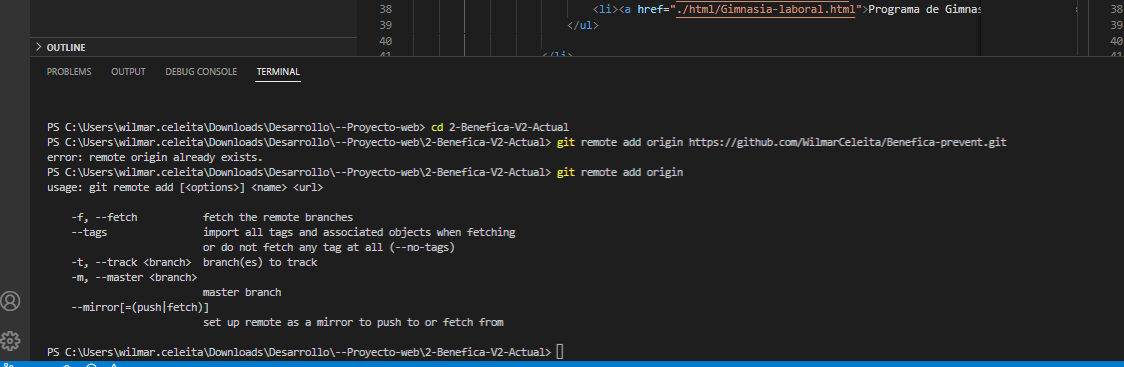 38 <li><a href="./html/Gimnasia-laboral.html">Programa de Gimnas 38
39 </ul> 39
40 40
41 </li> 41
> OUTLINE
PROBLEMS OUTPUT DEBUG CONSOLE TERMINAL
PS C:\Users\wilmar.celeita\Downloads\Desarrollo\--Proyecto-web> cd 2-Benefica-V2-Actual
PS C:\Users\wilmar.celeita\Downloads\Desarrollo\--Proyecto-web\2-Benefica-V2-Actual> git remote add origin https://github.com/WilmarCeleita/Benefica-prevent.git
error: remote origin already exists.
PS C:\Users\wilmar.celeita\Downloads\Desarrollo\--Proyecto-web\2-Benefica-V2-Actual> git remote add origin
usage: git remote add [<options>] <name> <url>
-f, --fetch fetch the remote branches
--tags import all tags and associated objects when fetching
or do not fetch any tag at all (--no-tags)
-t, --track <branch> branch(es) to track
-m, --master <branch>
master branch
--mirror[=(push|fetch)]
set up remote as a mirror to push to or fetch from
PS C:\Users\wilmar.celeita\Downloads\Desarrollo\--Proyecto-web\2-Benefica-V2-Actual>